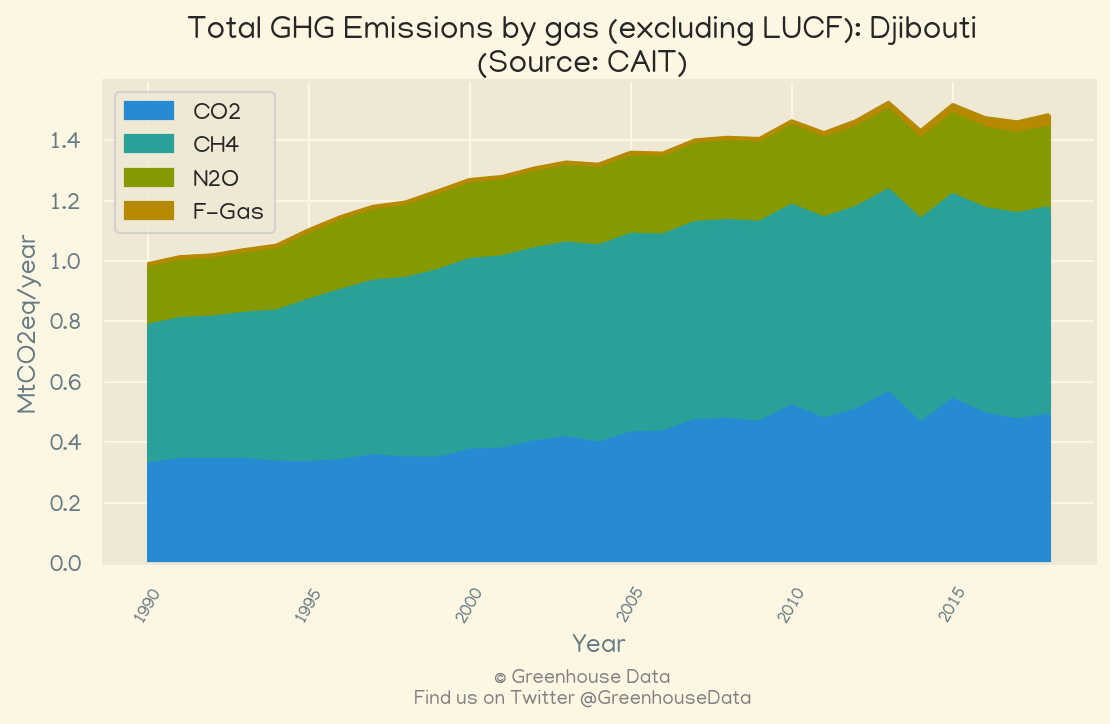 Total GHG Emissions by gas (excluding LUCF): Djibouti
(Source: CAIT)
CO2
CH4
N2O
F-Gas
MtCO2eq/year
1.4
1.2
1.0
0.8
0.6
0.4
0.2
0.0
1990
1995
2000
2005
2010
2015
Year
© Greenhouse Data
Find us on Twitter @GreenhouseData